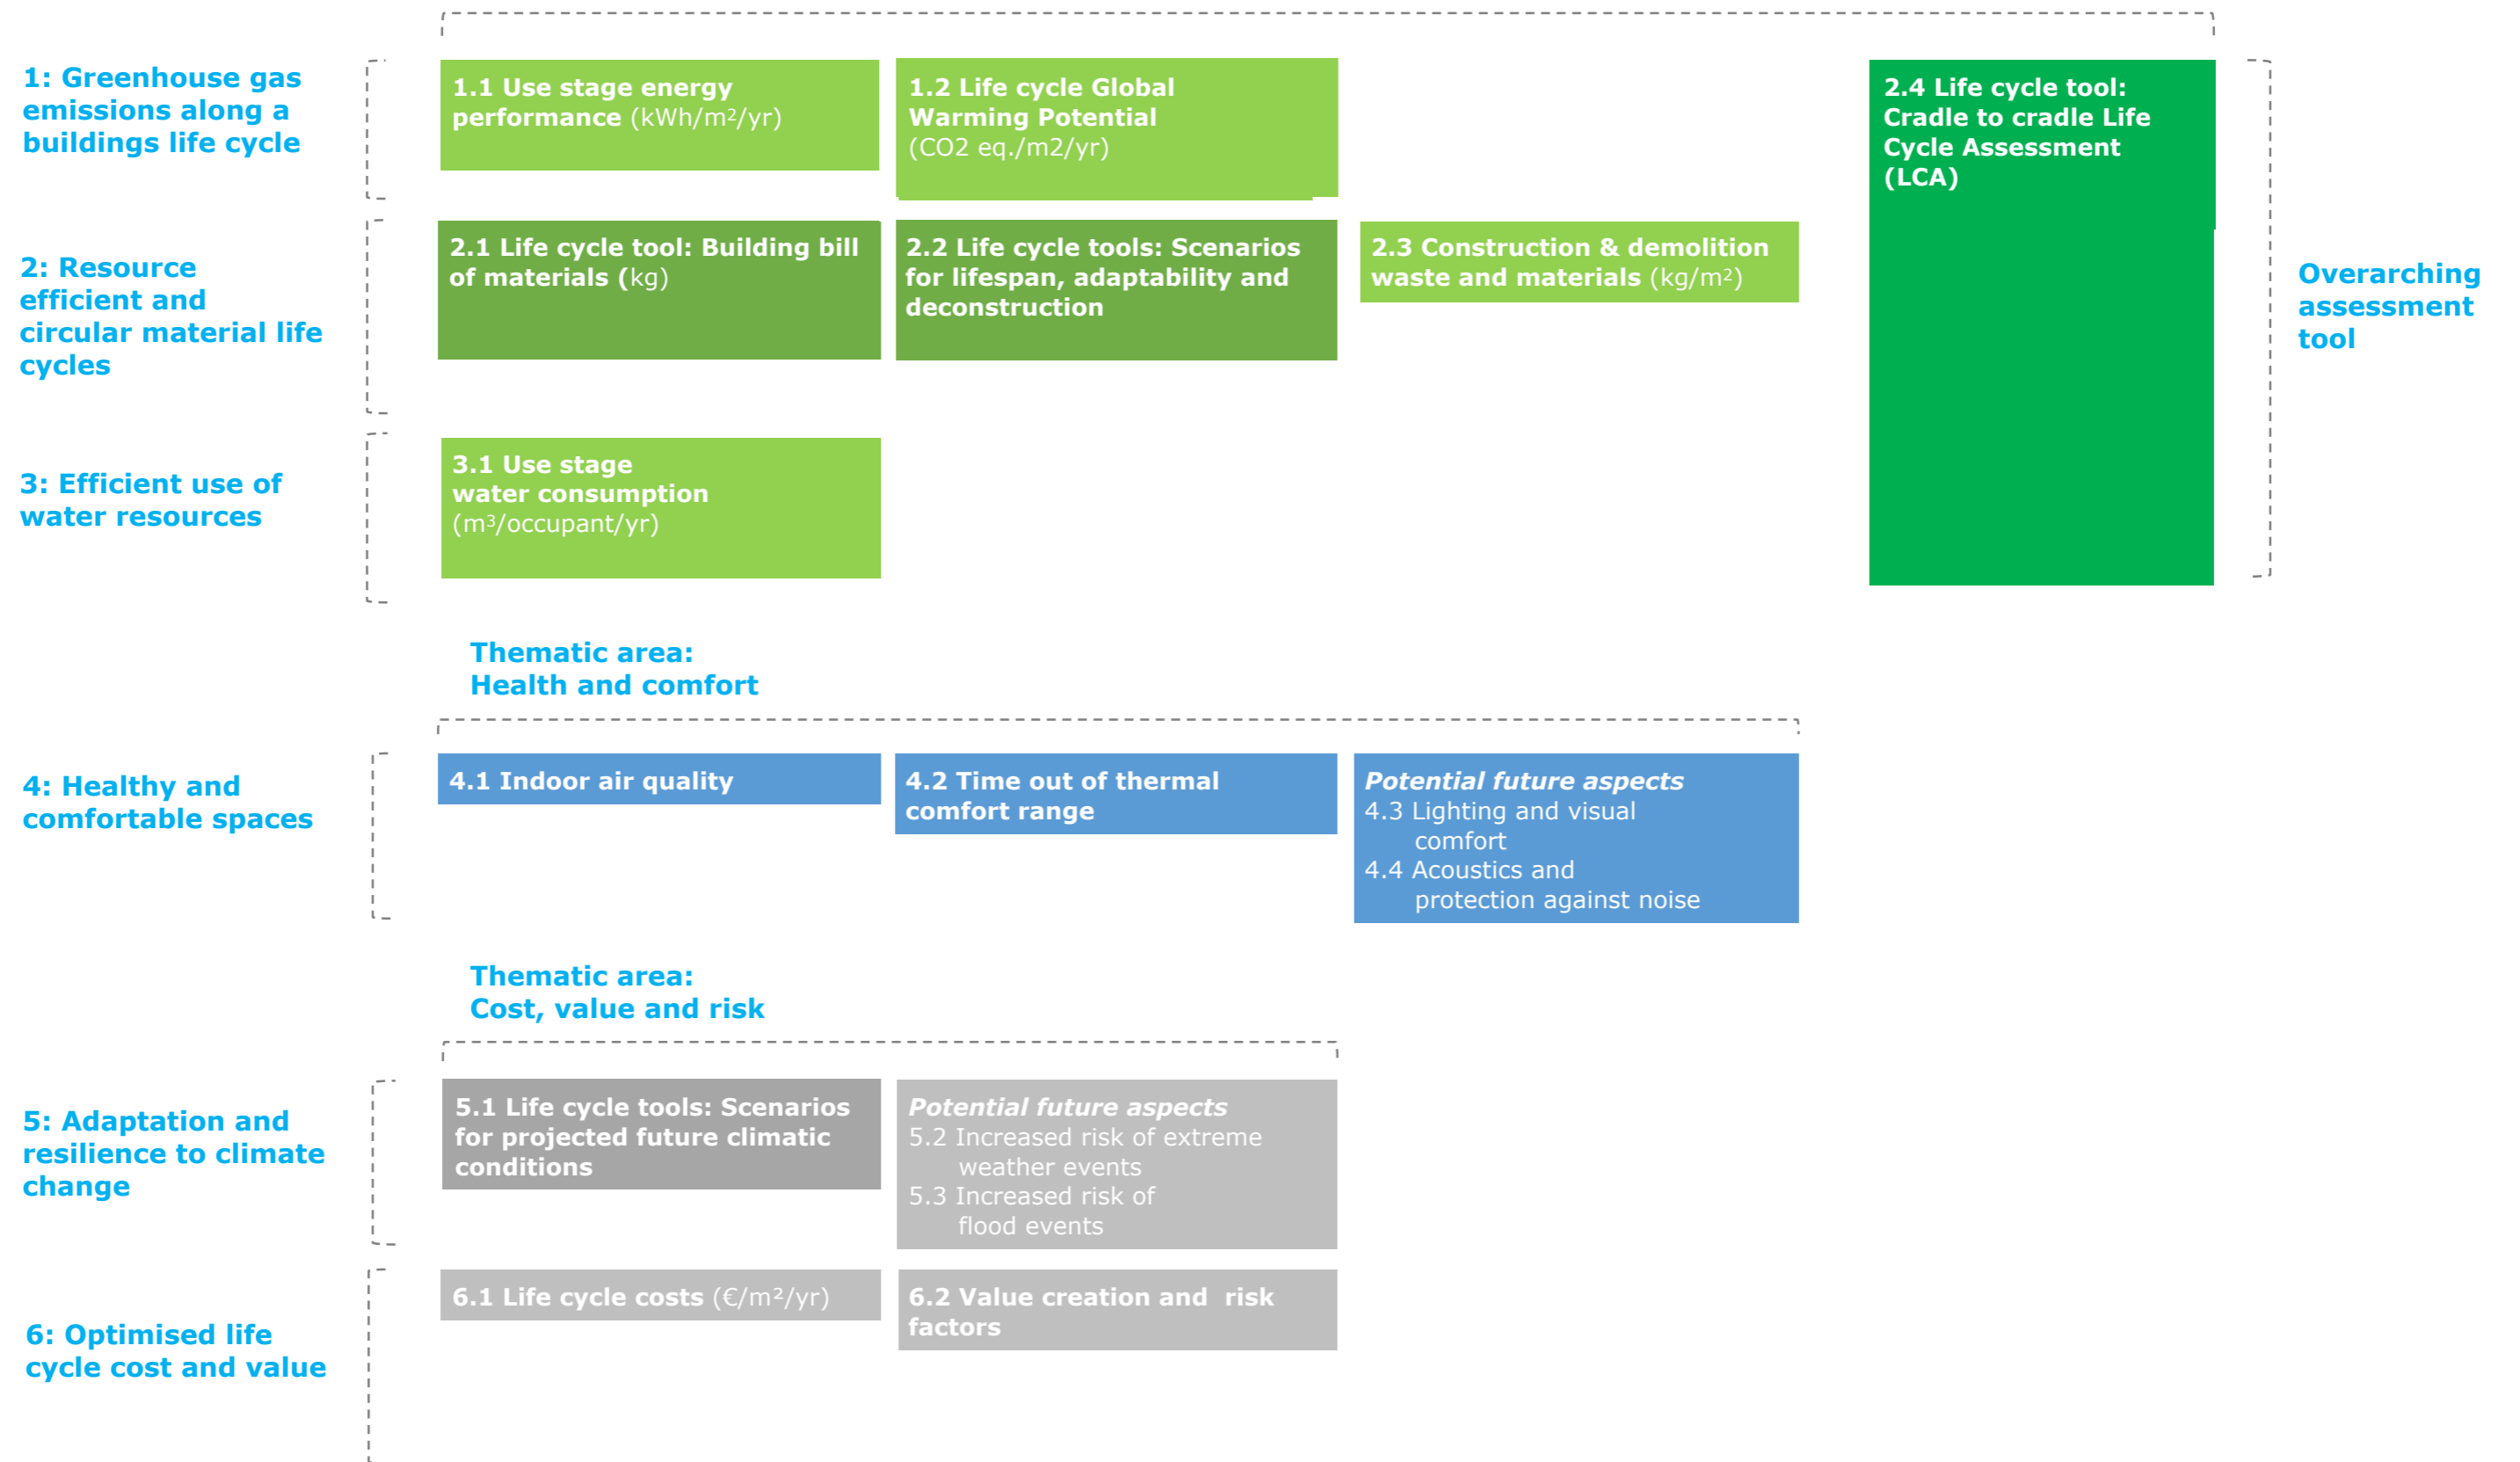 1: Greenhouse gas
emissions along a
buildings life cycle
1.1 Use stage energy
performance (kWh/m²/yr)
1.2 Life cycle Global
Warming Potential
(CO2 eq./m2/yr)
2.4 Life cycle tool:
Cradle to cradle Life
Cycle Assessment
(LCA)
2: Resource
efficient and
circular material life
cycles
2.1 Life cycle tool: Building bill
of materials (kg)
2.2 Life cycle tools: Scenarios
for lifespan, adaptability and
deconstruction
2.3 Construction & demolition
waste and materials (kg/m²)
Overarching
assessment
tool
3: Efficient use of
water resources
3.1 Use stage
water consumption
(m³/occupant/yr)
Thematic area:
Health and comfort
4: Healthy and
comfortable spaces
4.1 Indoor air quality
4.2 Time out of thermal
comfort range
Potential future aspects
4.3 Lighting and visual
comfort
4.4 Acoustics and
protection against noise
Thematic area:
Cost, value and risk
5: Adaptation and
resilience to climate
change
5.1 Life cycle tools: Scenarios
for projected future climatic
conditions
Potential future aspects
5.2 Increased risk of extreme
weather events
5.3 Increased risk of
flood events
6: Optimised life
cycle cost and value
6.1 Life cycle costs (€/m²/yr)
6.2 Value creation and  risk
factors